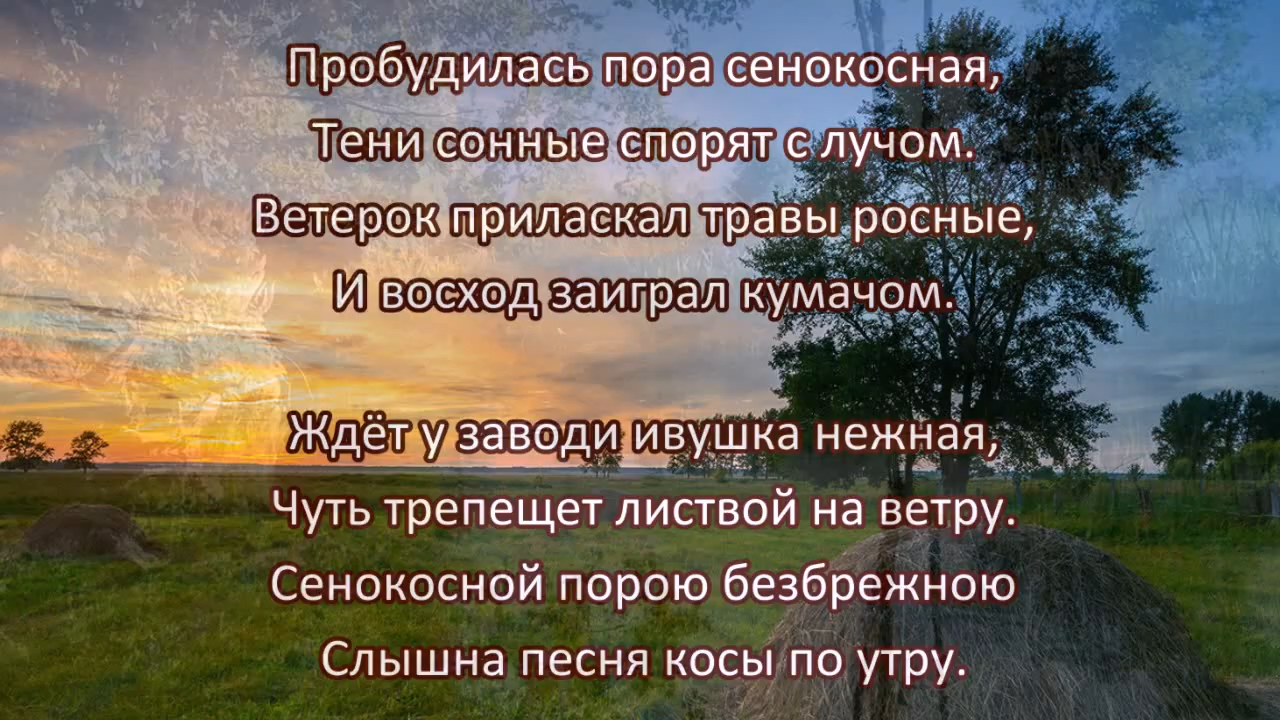 Пробудилась пора сенокосная,
Тени сонные спорят с лучом.
Ветерок приласкал травы росные,
И восход заиграл кумачом.
Ждёт у заводи ивушка нежная,
Чуть трепещет листвой на ветру.
Сенокосной порою безбрежною
Слышна песня косы по утру.